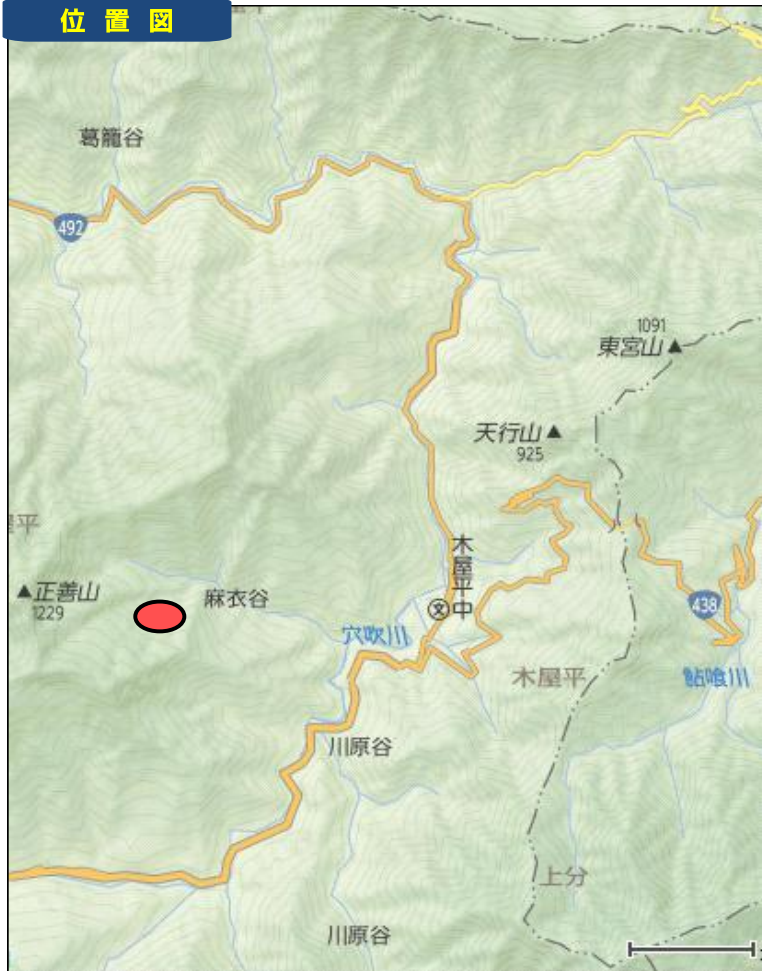 位置図
葛籠谷
492
1091
東宮山
天行山
925
木屋平中
正善山
1229
麻衣谷
穴吹川
438
木屋平
鮎喰川
川原谷
上分
川原谷